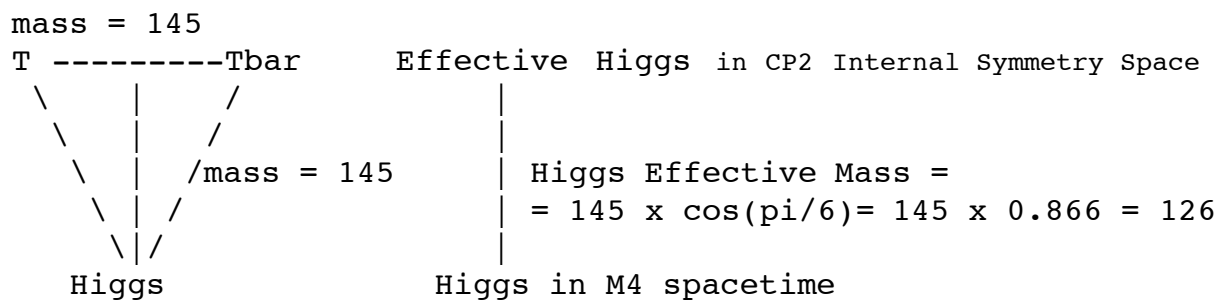 mass = 145
T ---------Tbar Effective Higgs in CP2 Internal Symmetry Space
mass = 145 Higgs Effective Mass =
= 145 x cos(pi/6)= 145 x 0.866 = 126
Higgs Higgs in M4 spacetime